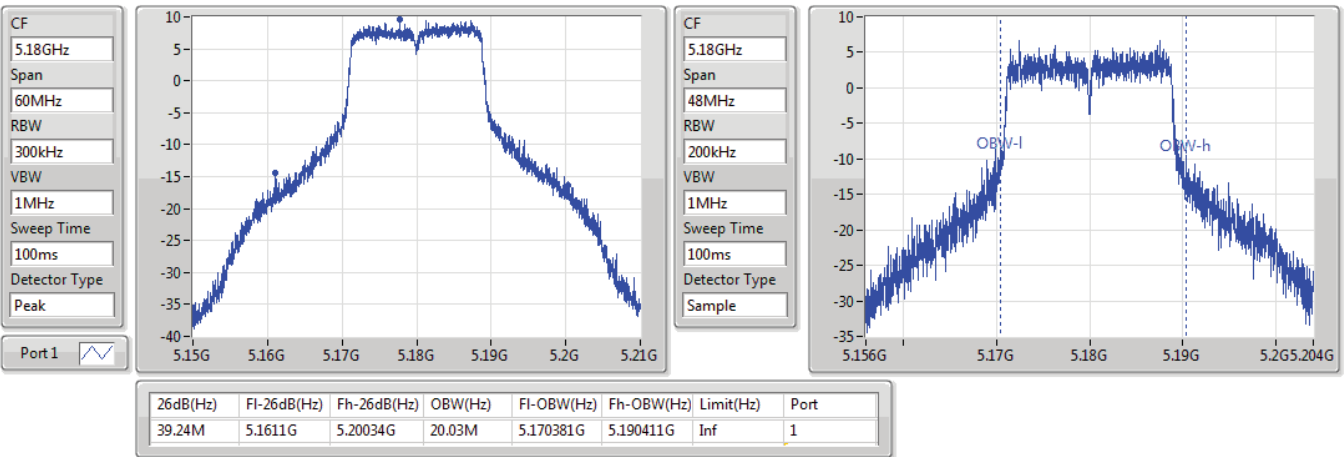 CF
5.18GHz
Span
60MHz
RBW
300kHz
VBW
1MHz
Sweep Time
100ms
Detector Type
Peak
Port 1
10
5
0
-5
-10
-15
-20
-25
-30
-35
-40
5.15G 5.16G 5.17G 5.18G 5.19G 5.2G 5.21G
CF
5.18GHz
Span
48MHz
RBW
200kHz
VBW
1MHz
Sweep Time
100ms
Detector Type
Sample
10
5
0
-5
-10
-15
-20
-25
-30
-35
OBW-l OBW-h
5.156G 5.17G 5.18G 5.19G 5.2G 5.204G
26dB(Hz) Fl-26dB(Hz) Fh-26dB(Hz) OBW(Hz) Fl-OBW(Hz) Fh-OBW(Hz) Limit(Hz) Port
39.24M 5.1611G 5.20034G 20.03M 5.170381G 5.190411G Inf 1